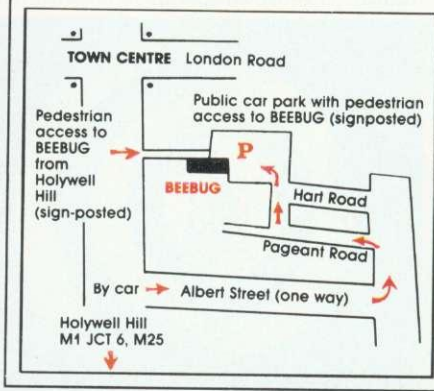 TOWN CENTRE London Road
Public car park with pedestrian
access to BEEBUG (signposted)
Pedestrian
access to
BEEBUG
from
Holywell
Hill
(sign-posted)
P
BEEBUG
Hart Road
Pageant Road
By car Albert Street (one way)
Holywell Hill
M1 JCT 6, M25